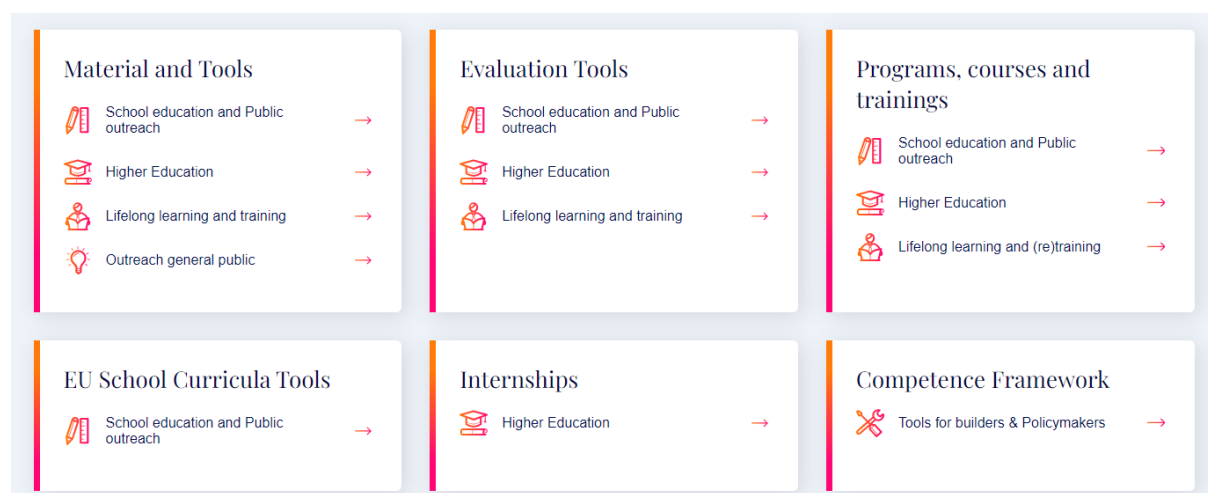 Material and Tools
School education and Public
outreach
Higher Education
Lifelong learning and training
Outreach general public
Evaluation Tools
School education and Public
outreach
Higher Education
Lifelong learning and training
Programs, courses and
trainings
School education and Public
outreach
Higher Education
Lifelong learning and (re)training
EU School Curricula Tools
School education and Public
outreach
Internships
Higher Education
Competence Framework
Tools for builders & Policymakers